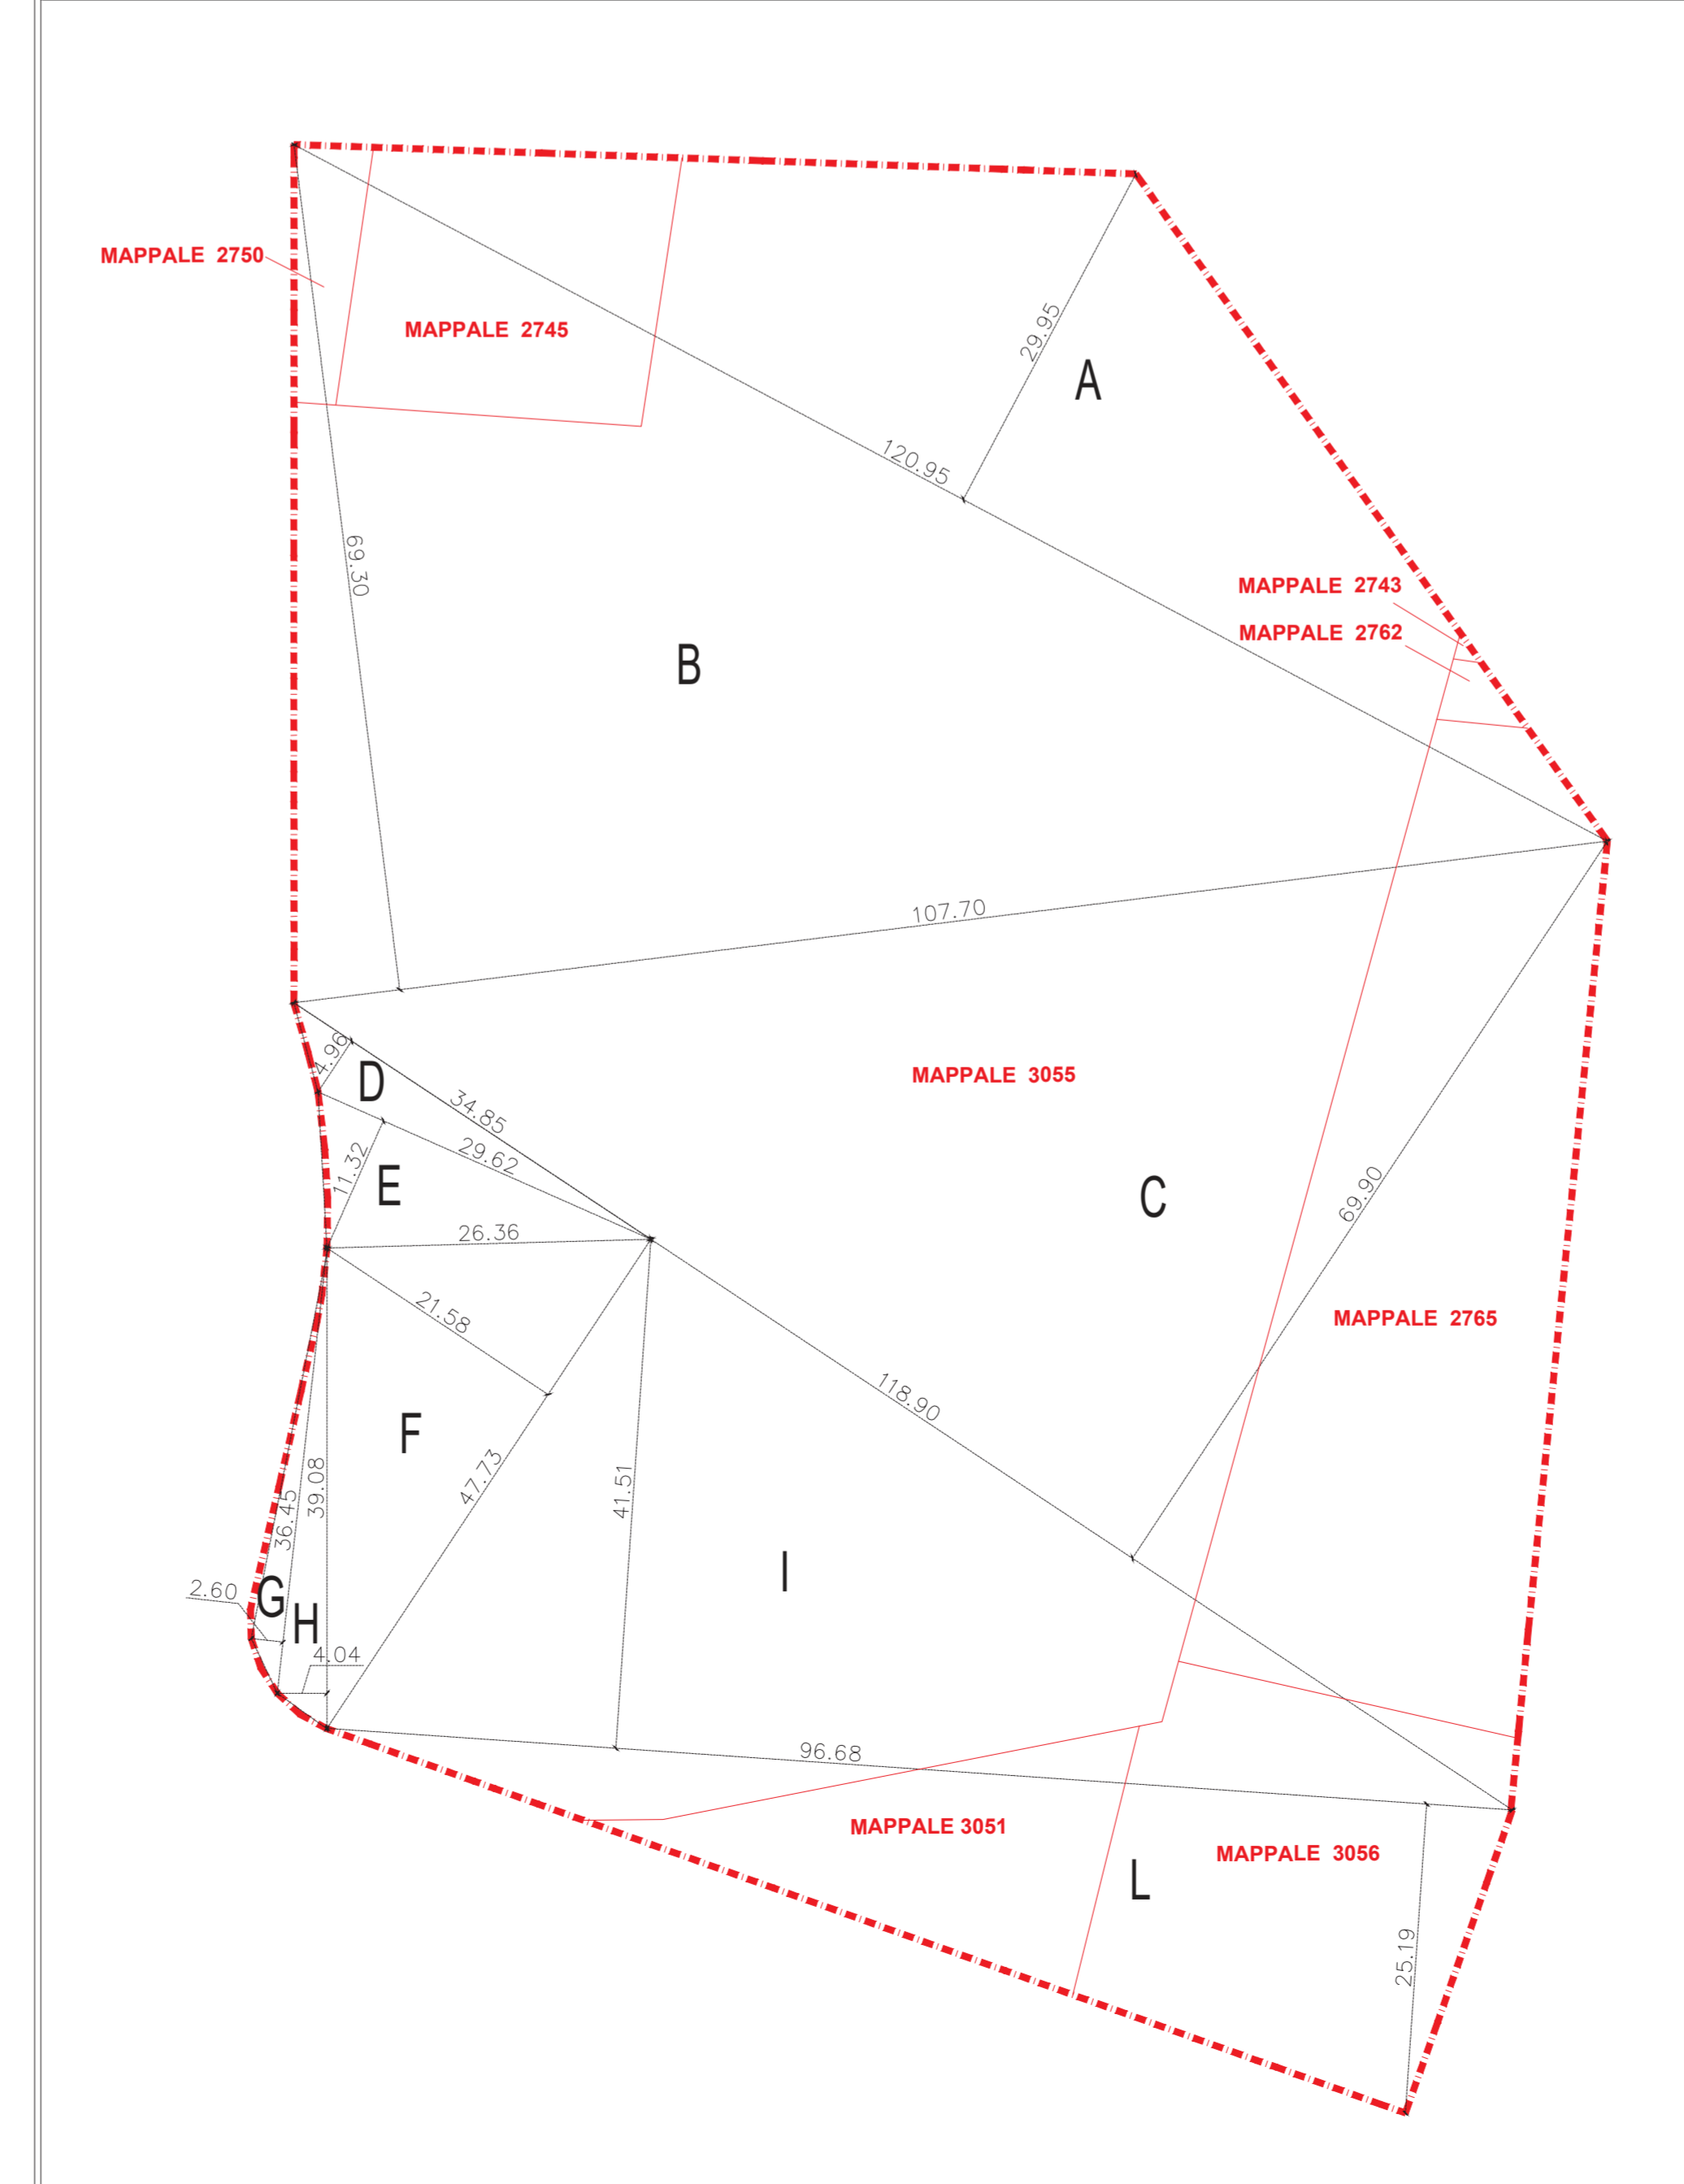 MAPPALE 2750
MAPPALE 2745
29.95
A
120.95
69.30
MAPPALE 2743
MAPPALE 2762
B
107.70
4.96
D
MAPPALE 3055
34.85
29.62
11.32
E
C
69.90
26.36
21.58
MAPPALE 2765
118.90
F
47.73
39.08
41.51
36.45
I
2.60
G
H
4.04
96.68
MAPPALE 3051
MAPPALE 3056
L
25.19